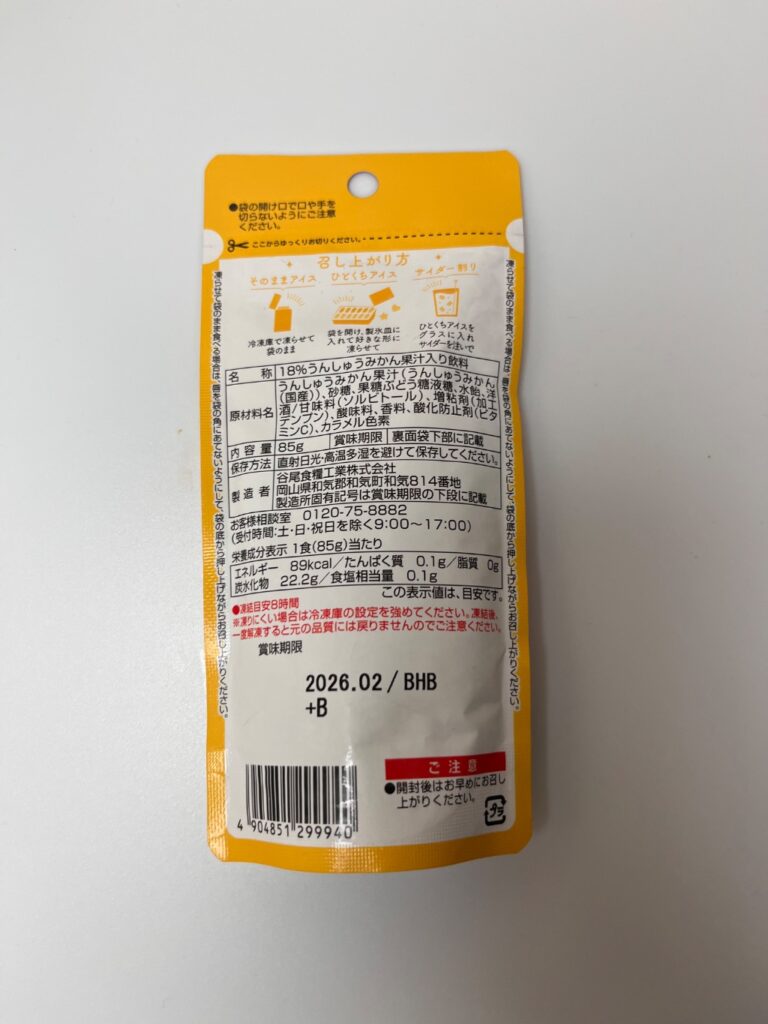 ●袋の開け口で口や手を
切らないようにご注意
ください。
ここからゆっくりお切りください。
召し上がり方
そのままアイス
冷凍庫で凍らせて
袋のまま
ひとくちアイス
袋を開け、製氷皿に
入れて好きな形に
凍らせて
サイダー割り
ひとくちアイスを
グラスに入れ
サイダーを注いで
名 称 18%うんしゅうみかん果汁入り飲料
原材料名 うんしゅうみかん果汁(うんしゅうみかん
(国産))、砂糖、果糖ぶどう糖液糖、水飴、洋
酒/甘味料(ソルビトール)、増粘剤(加工
デンプン)、酸味料、香料、酸化防止剤(ビタ
ミンC)、カラメル色素
内容量 85g 賞味期限 裏面袋下部に記載
保存方法 直射日光・高温多湿を避けて保存してください。
製造者 谷尾食糧工業株式会社
岡山県和気郡和気町和気814番地
製造所固有記号は賞味期限の下段に記載
お客様相談室 0120-75-8882
(受付時間:土・日・祝日を除く9:00~17:00)
栄養成分表示 1食(85g)当たり
エネルギー 89kcal/たんぱく質 0.1g/脂質 0g
炭水化物 22.2g/食塩相当量 0.1g
この表示値は、目安です。
●凍結目安8時間
※凍りにくい場合は冷凍庫の設定を強めてください。凍結後、
一度解凍すると元の品質には戻りませんのでご注意ください。
賞味期限
2026.02/BHB
+B
4 904851 299940
ご注意
●開封後はお早めにお召し
上がりください。
プラ
凍らせて袋のまま食べる場合は、唇を袋の角にあてないようにして、袋の底から押し上げながらお召し上がりください。
凍らせて袋のまま食べる場合は、唇を袋の角にあてないようにして、袋の底から押し上げながらお召し上がりください。